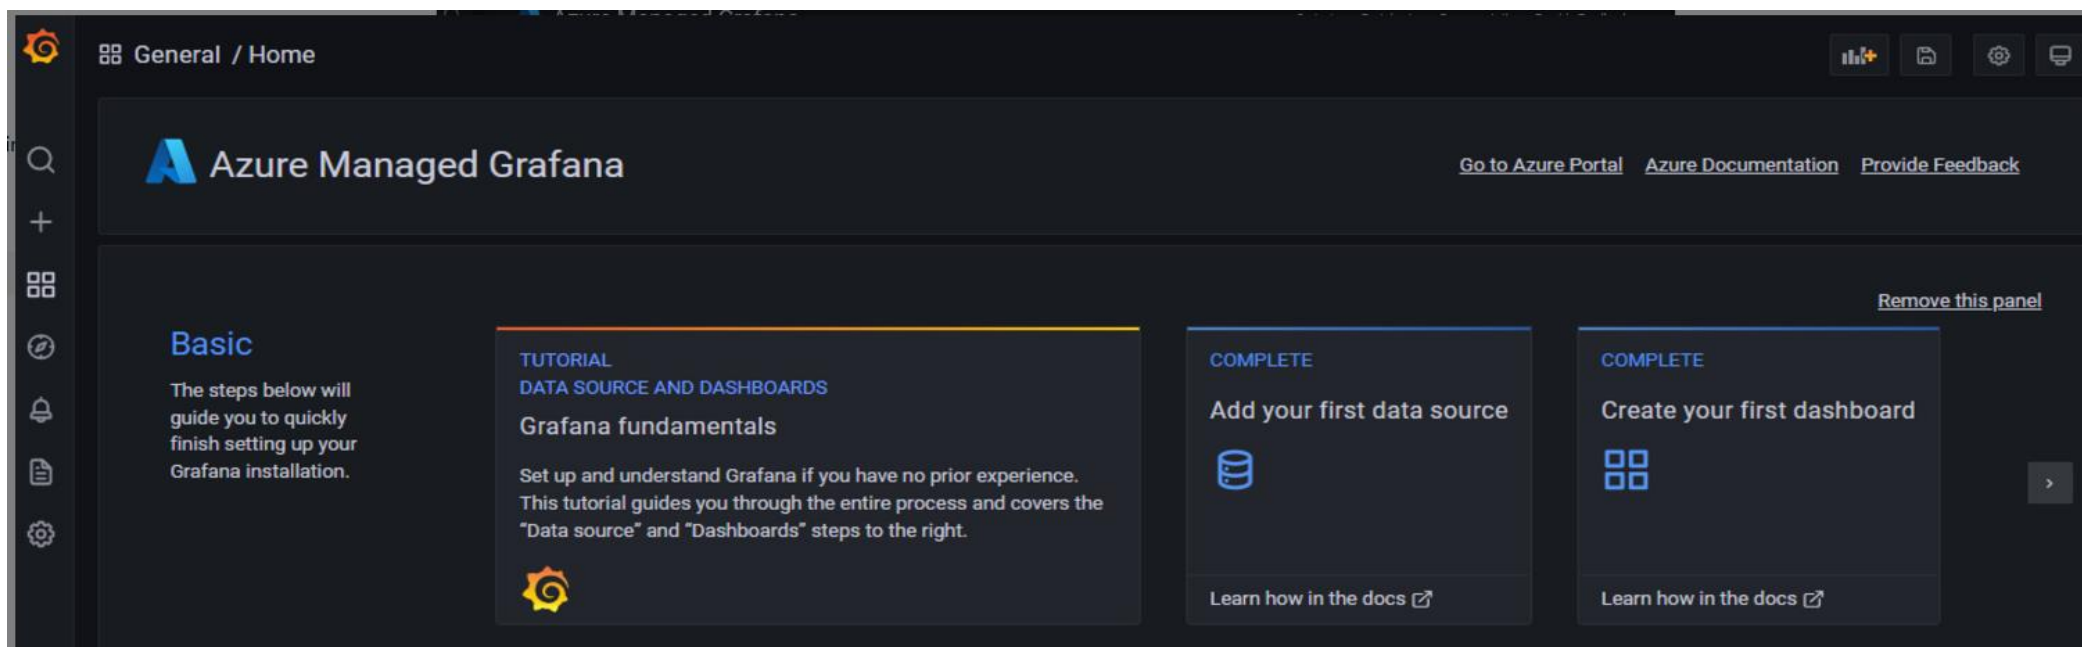 General / Home
Azure Managed Grafana
Go to Azure Portal Azure Documentation Provide Feedback
Remove this panel
Basic
The steps below will
guide you to quickly
finish setting up your
Grafana installation.
TUTORIAL
DATA SOURCE AND DASHBOARDS
Grafana fundamentals
Set up and understand Grafana if you have no prior experience.
This tutorial guides you through the entire process and covers the
“Data source” and “Dashboards” steps to the right.
COMPLETE
Add your first data source
Learn how in the docs
COMPLETE
Create your first dashboard
Learn how in the docs